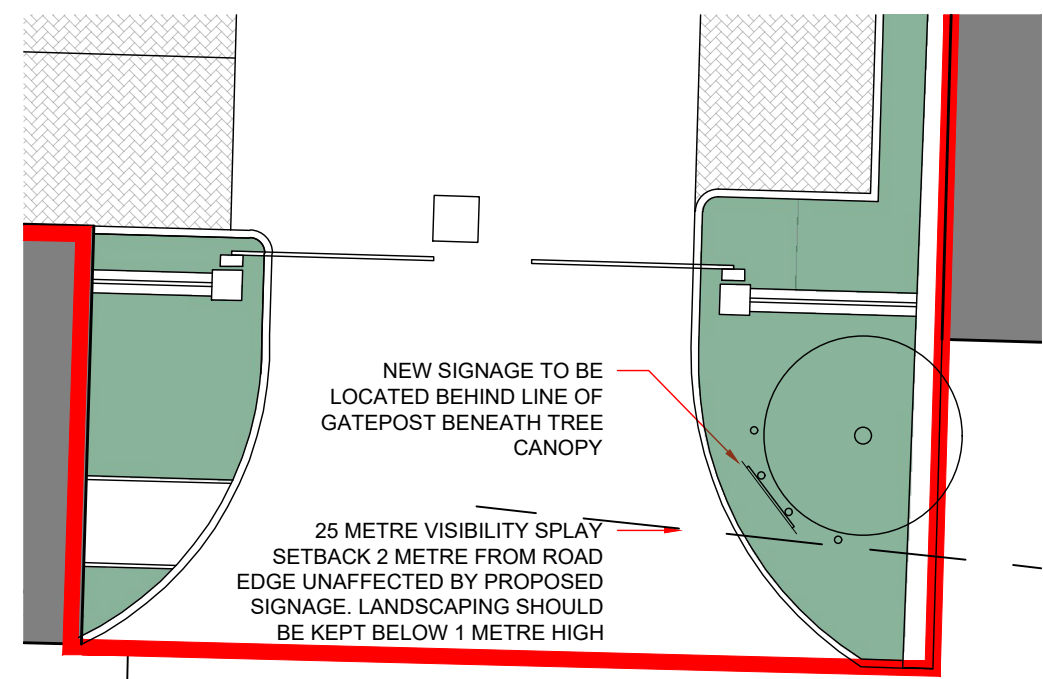 NEW SIGNAGE TO BE
LOCATED BEHIND LINE OF
GATEPOST BENEATH TREE
CANOPY
25 METRE VISIBILITY SPLAY
SETBACK 2 METRE FROM ROAD
EDGE UNAFFECTED BY PROPOSED
SIGNAGE. LANDSCAPING SHOULD
BE KEPT BELOW 1 METRE HIGH